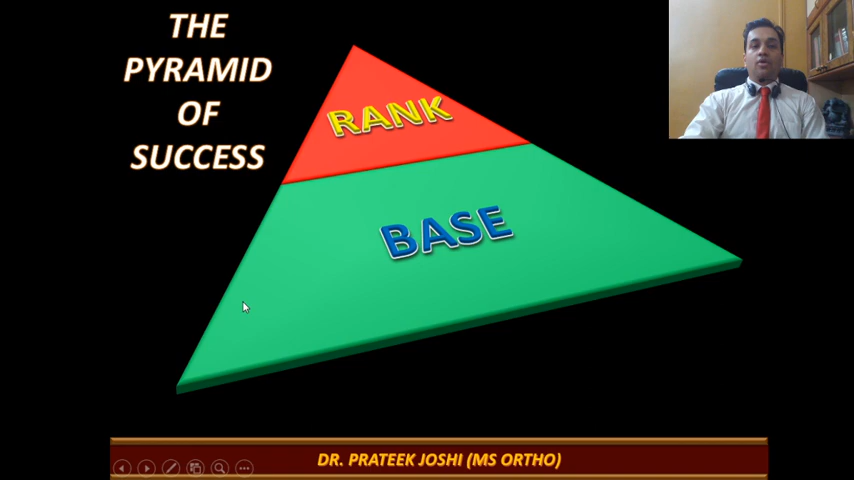 THE
PYRAMID
OF
SUCCESS
RANK
BASE
DR. PRATEEK JOSHI (MS ORTHO)